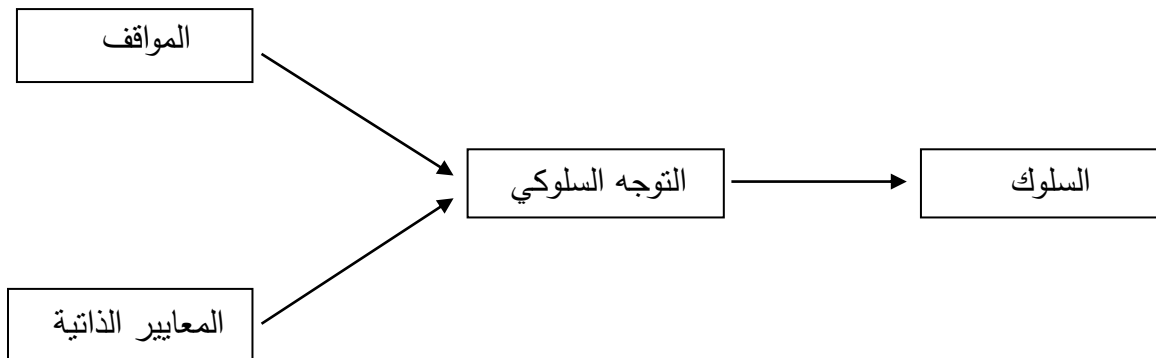 المواقف
التوجه السلوكي
السلوك
المعايير الذاتية